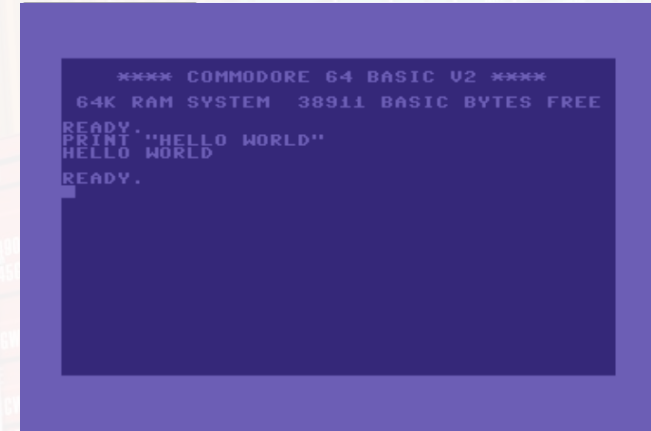 **** COMMODORE 64 BASIC V2 ****
64K RAM SYSTEM 38911 BASIC BYTES FREE
READY.
PRINT "HELLO WORLD"
HELLO WORLD
READY.